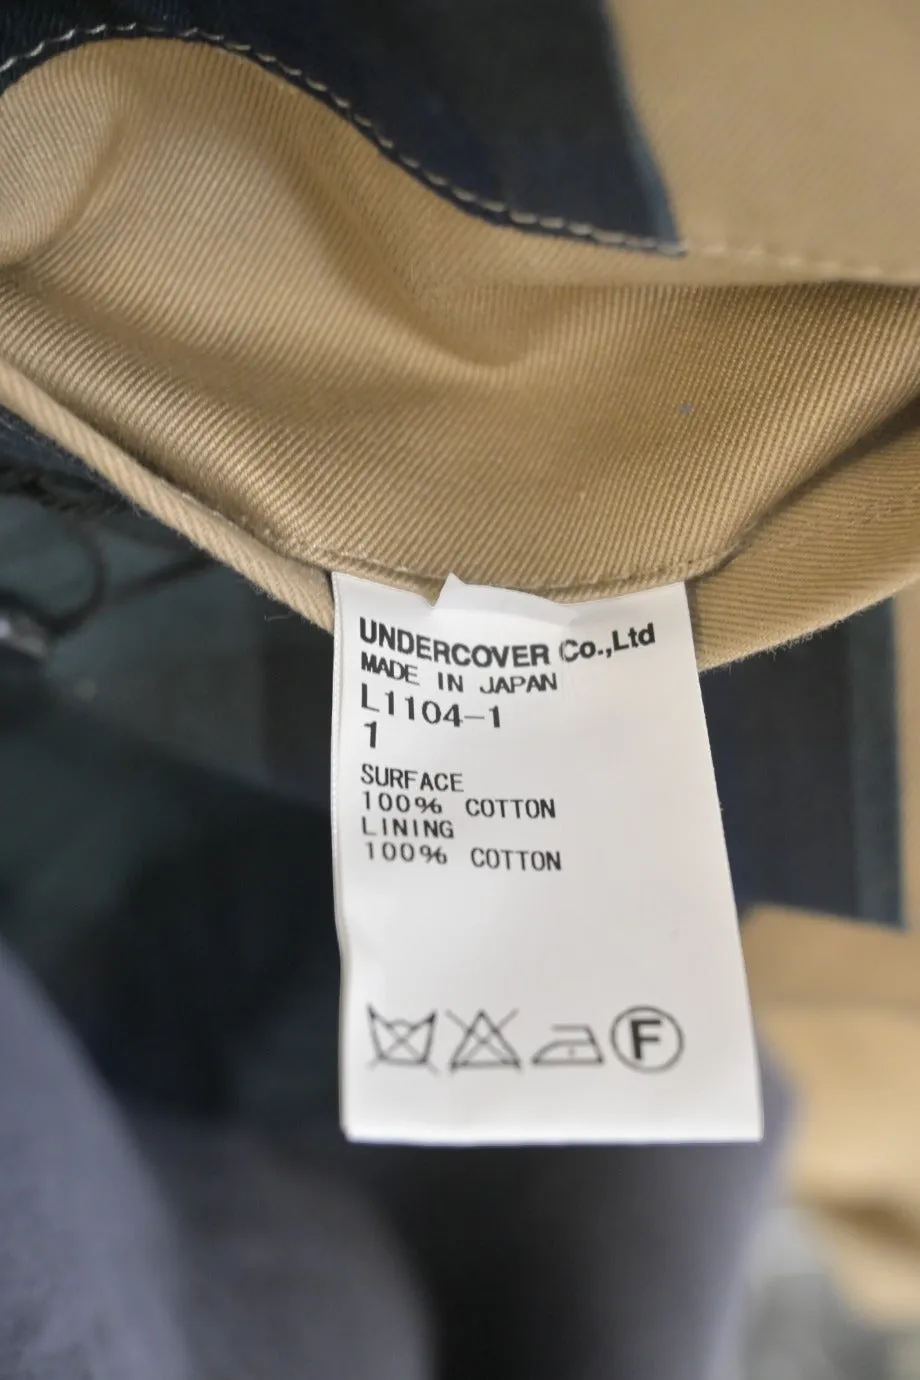 UNDERCOVER Co.,Ltd
MADE IN JAPAN
L1104-1
1
SURFACE
100% COTTON
LINING
100% COTTON
F